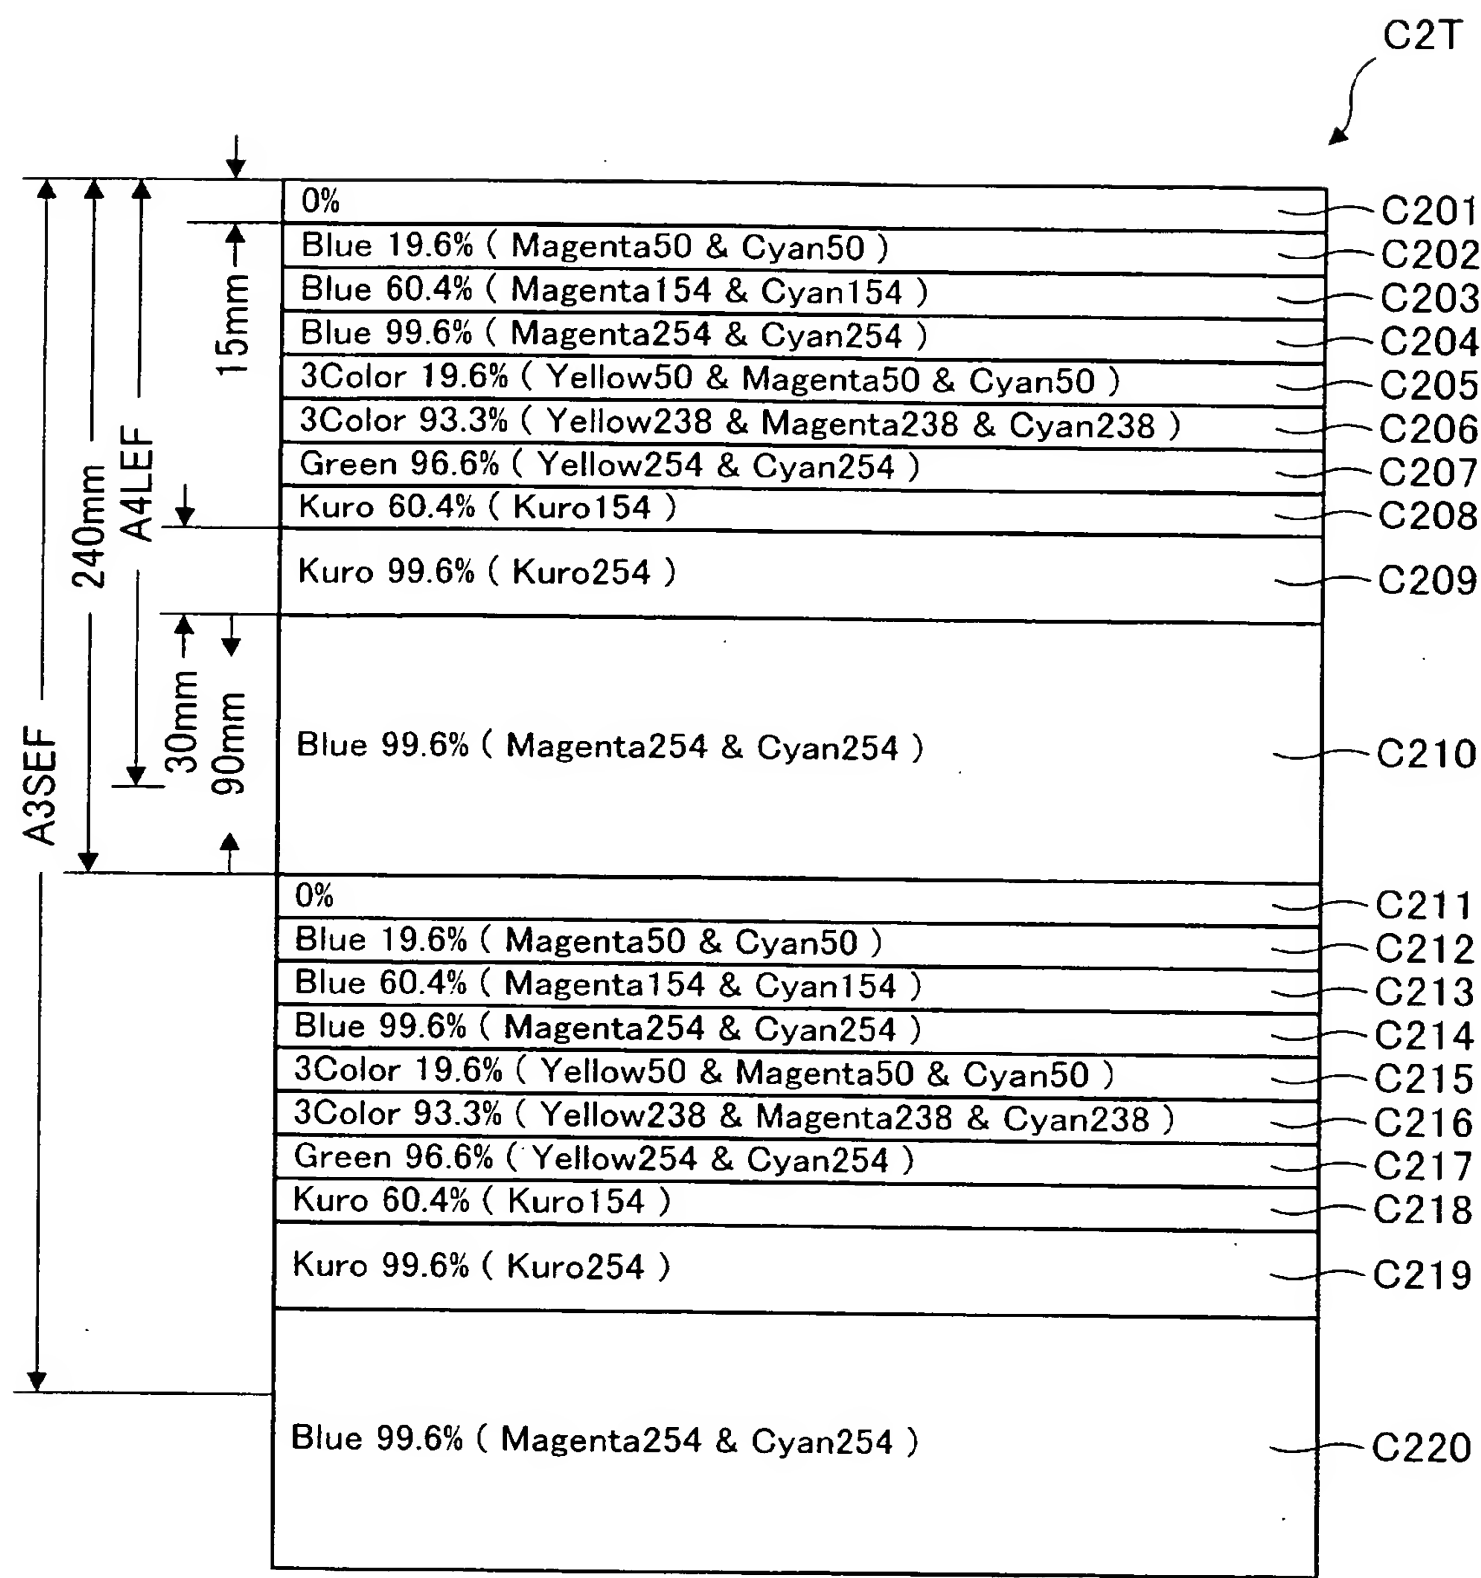 C2T
0%
C201
Blue 19.6% ( Magenta50 & Cyan50 )
C202
Blue 60.4% ( Magenta154 & Cyan154 )
C203
Blue 99.6% ( Magenta254 & Cyan254 )
C204
3Color 19.6% ( Yellow50 & Magenta50 & Cyan50 )
C205
3Color 93.3% ( Yellow238 & Magenta238 & Cyan238 )
C206
Green 96.6% ( Yellow254 & Cyan254 )
C207
Kuro 60.4% ( Kuro154 )
C208
Kuro 99.6% ( Kuro254 )
C209
Blue 99.6% ( Magenta254 & Cyan254 )
C210
0%
C211
Blue 19.6% ( Magenta50 & Cyan50 )
C212
Blue 60.4% ( Magenta154 & Cyan154 )
C213
Blue 99.6% ( Magenta254 & Cyan254 )
C214
3Color 19.6% ( Yellow50 & Magenta50 & Cyan50 )
C215
3Color 93.3% ( Yellow238 & Magenta238 & Cyan238 )
C216
Green 96.6% ( Yellow254 & Cyan254 )
C217
Kuro 60.4% ( Kuro154 )
C218
Kuro 99.6% ( Kuro254 )
C219
Blue 99.6% ( Magenta254 & Cyan254 )
C220
A3SEF
240mm
A4LEF
15mm
30mm
90mm